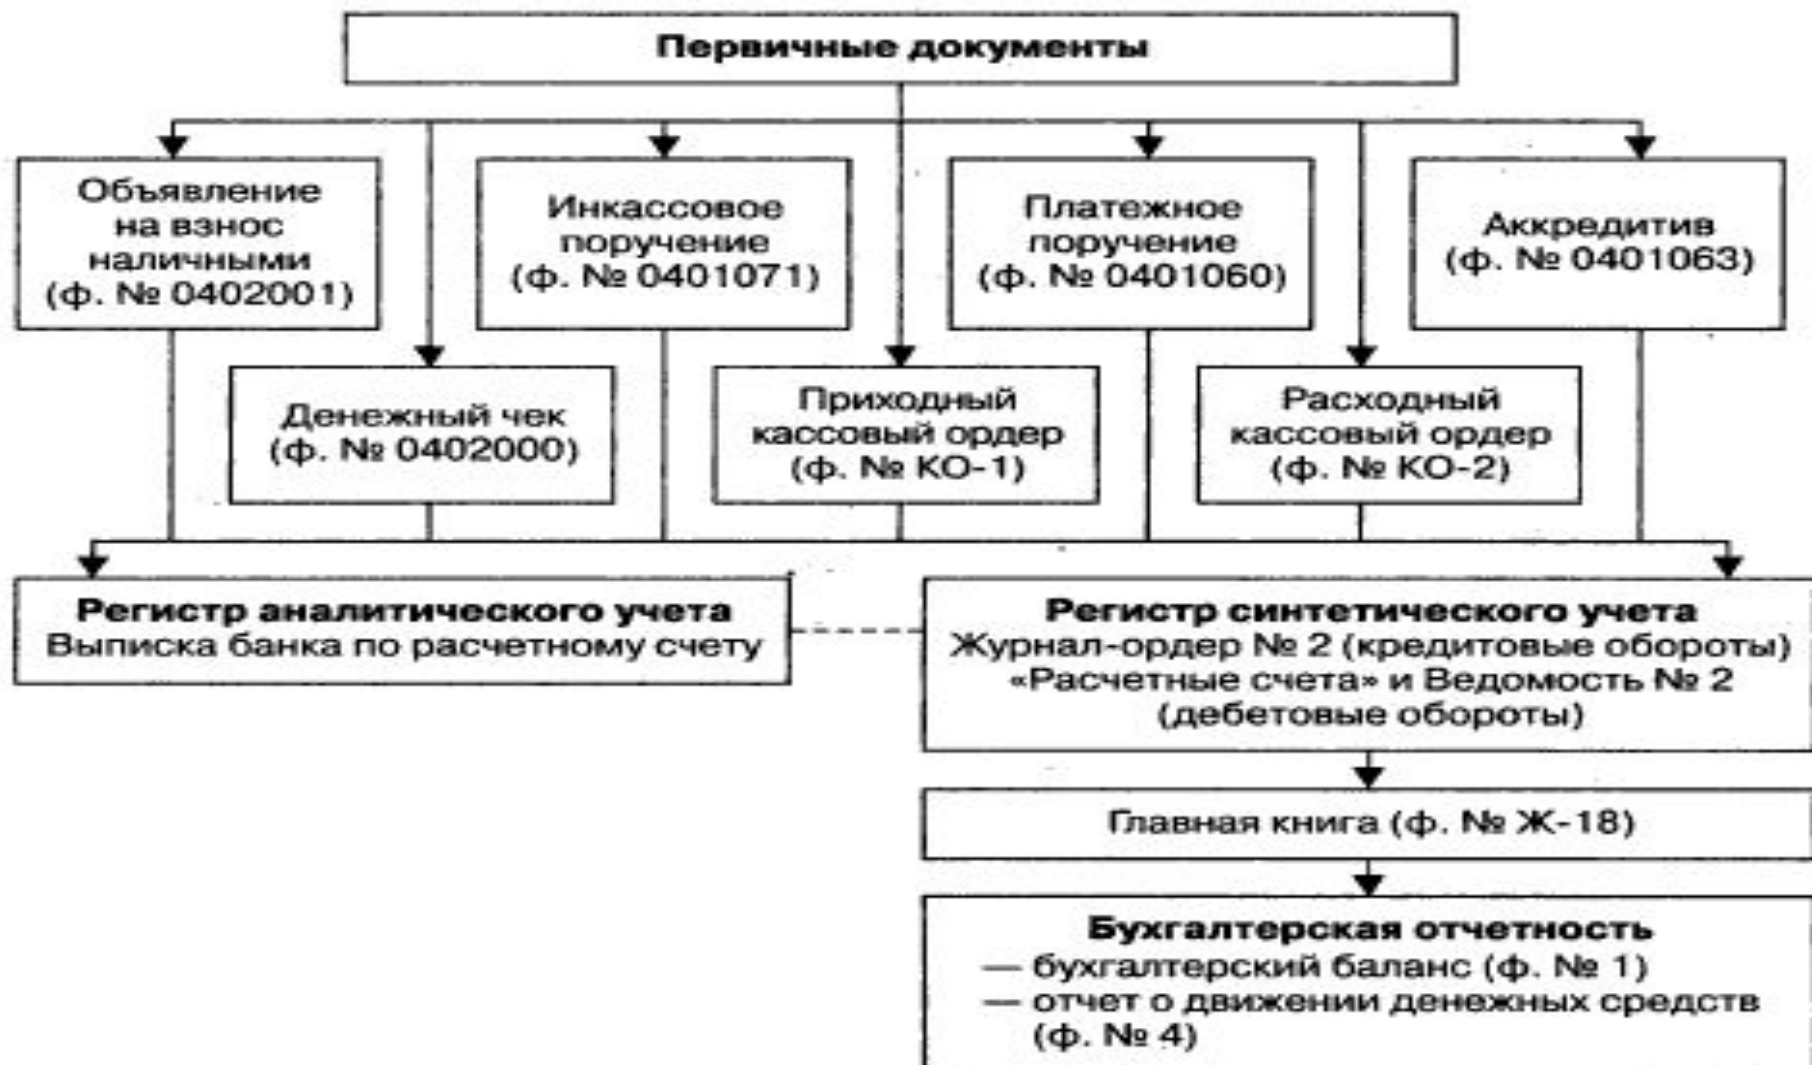 Первичные документы
Объявление
на взнос
наличными
(ф. № 0402001)
Инкассовое
поручение
(ф. № 0401071)
Платежное
поручение
(ф. № 0401060)
Аккредитив
(ф. № 0401063)
Денежный чек
(ф. № 0402000)
Приходный
кассовый ордер
(ф. № КО-1)
Расходный
кассовый ордер
(ф. № КО-2)
Регистр аналитического учета
Выписка банка по расчетному счету
Регистр синтетического учета
Журнал-ордер № 2 (кредитовые обороты)
«Расчетные счета» и Ведомость № 2
(дебетовые обороты)
Главная книга (ф. № Ж-18)
Бухгалтерская отчетность
— бухгалтерский баланс (ф. № 1)
— отчет о движении денежных средств
(ф. № 4)